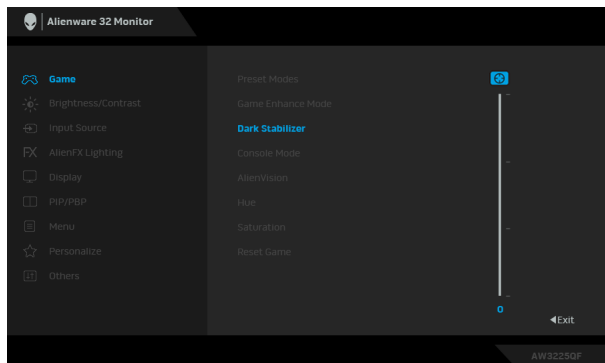 Alienware 32 Monitor
Game
Brightness/Contrast
Input Source
FX AlienFX Lighting
Display
PIP/PBP
Menu
Personalize
Others
Preset Modes
Game Enhance Mode
Dark Stabilizer
Console Mode
AlienVision
Hue
Saturation
Reset Game
0
Exit
AW3225QF